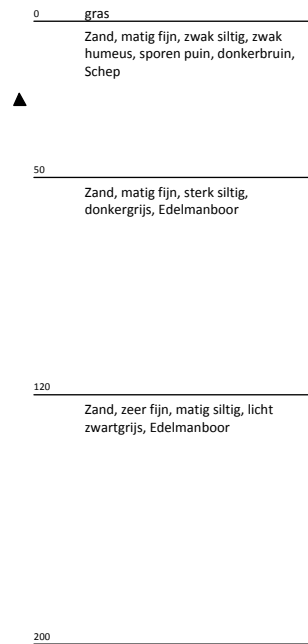 0 gras
Zand, matig fijn, zwak siltig, zwak
humeus, sporen puin, donkerbruin,
Schep
50
Zand, matig fijn, sterk siltig,
donkergrijs, Edelmanboor
120
Zand, zeer fijn, matig siltig, licht
zwartgrijs, Edelmanboor
200